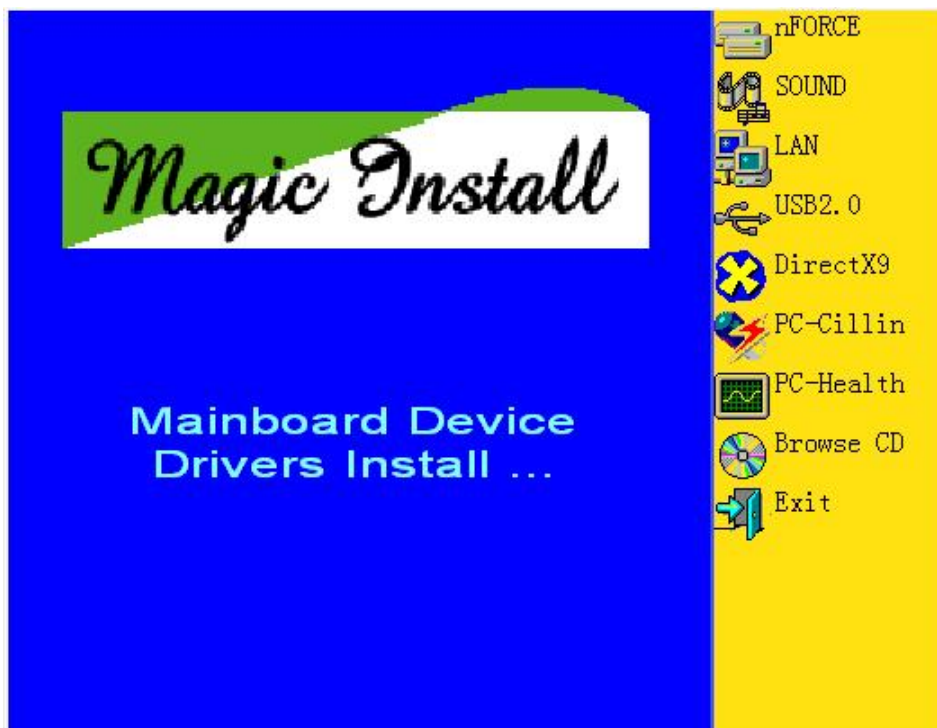 Magic Install
Mainboard Device
Drivers Install ...
nFORCE
SOUND
LAN
USB2.0
DirectX9
PC-Cillin
PC-Health
Browse CD
Exit